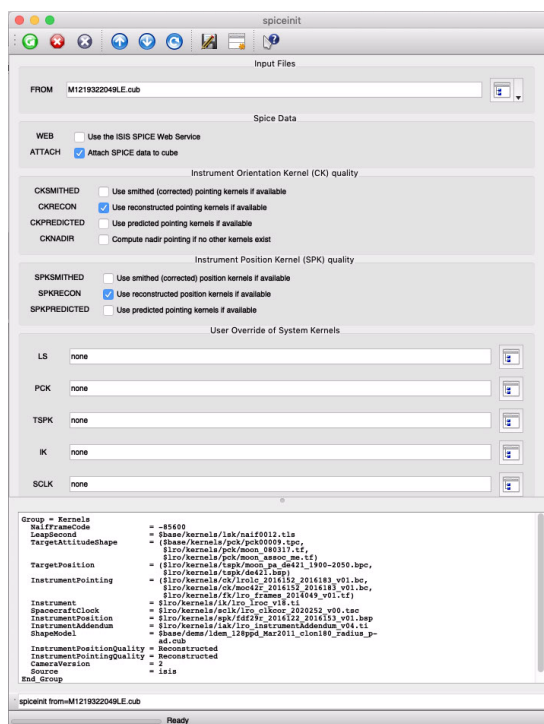 spiceinit
Input Files
FROM M1219322049LE.cub
Spice Data
WEB Use the ISIS SPICE Web Service
ATTACH Attach SPICE data to cube
Instrument Orientation Kernel (CK) quality
CKSMITHED Use smithed (corrected) pointing kernels if available
CKRECON Use reconstructed pointing kernels if available
CKPREDICTED Use predicted pointing kernels if available
CKNADIR Compute nadir pointing if no other kernels exist
Instrument Position Kernel (SPK) quality
SPKSMITHED Use smithed (corrected) position kernels if available
SPKRECON Use reconstructed position kernels if available
SPKPREDICTED Use predicted pointing kernels if available
User Override of System Kernels
LS none
PCK none
TSPK none
IK none
SCLK none
Group = Kernels
NaifFrameCode = -85600
LeapSecond = $base/kernels/lsk/naif0012.tls
TargetAttitudeShape = ($base/kernels/pck/pck00009.tpc,
$lro/kernels/pck/moon_080317.tf,
$lro/kernels/pck/moon_assoc_me.tf)
TargetPosition = ($lro/kernels/tspk/moon_pa_de421_1900-2050.bpc,
$lro/kernels/tspk/de421.bsp)
InstrumentPointing = ($lro/kernels/ck/lrolc_2016152_2016183_v01.bc,
$lro/kernels/ck/moc42r_2016152_2016183_v01.bc,
$lro/kernels/fk/lro_frames_2014049_v01.tf)
Instrument = $lro/kernels/ik/lro_lroc_v18.ti
SpacecraftClock = $lro/kernels/sclk/lro_clkcor_2020252_v00.tsc
InstrumentPosition = $lro/kernels/spk/fdf29r_2016122_2016153_v01.bsp
InstrumentAddendum = $lro/kernels/iak/lro_instrumentAddendum_v04.ti
ShapeModel = $base/dems/ldem_128ppd_Mar2011_clon180_radius_p-
ad.cub
InstrumentPositionQuality = Reconstructed
InstrumentPointingQuality = Reconstructed
CameraVersion = 2
Source = isis
End_Group
spiceinit from=M1219322049LE.cub
Ready